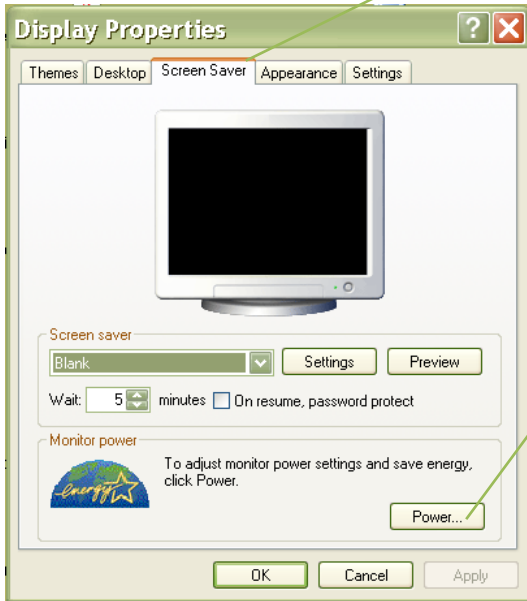 Display Properties
Themes Desktop Screen Saver Appearance Settings
Screen saver
Blank Settings Preview
Wait: 5 minutes On resume, password protect
Monitor power
To adjust monitor power settings and save energy,
click Power.
energy
Power...
OK Cancel Apply